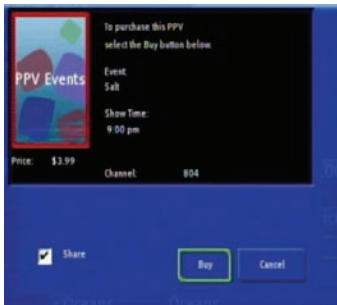 To purchase this PPV
select the Buy button below.
PPV Events
Event:
Salt
Show Time:
9:00 pm
Price: $3.99
Channel: 804
Share
Buy
Cancel